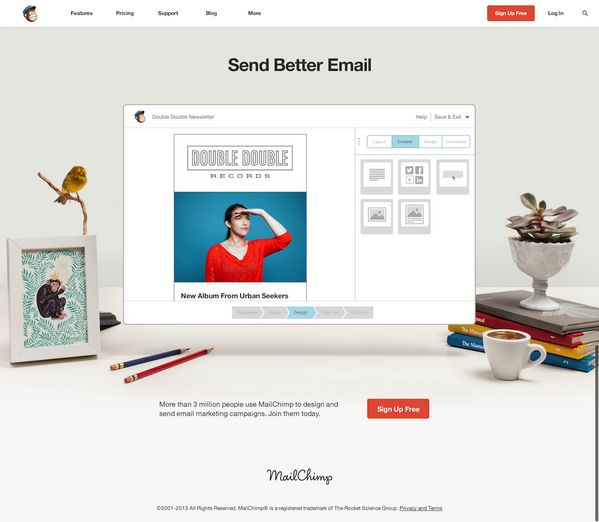 Features Pricing Support Blog More Sign Up Free Log In
Send Better Email
Double Double Newsletter Help Save & Exit
Layout Content Design Comments
DOUBLE DOUBLE
RECORDS
New Album From Urban Seekers
Recipients Setup Design Plain-Text Confirm
The Manual
More than 3 million people use MailChimp to design and
send email marketing campaigns. Join them today.
Sign Up Free
MailChimp
©2001-2013 All Rights Reserved. MailChimp® is a registered trademark of The Rocket Science Group. Privacy and Terms